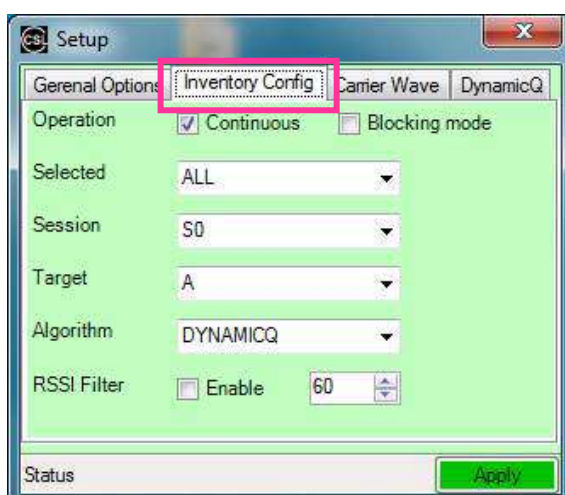 CSL Setup
Gerenal Options Inventory Config Carrier Wave DynamicQ
Operation Continuous Blocking mode
Selected ALL
Session S0
Target A
Algorithm DYNAMICQ
RSSI Filter Enable 60
Status Apply